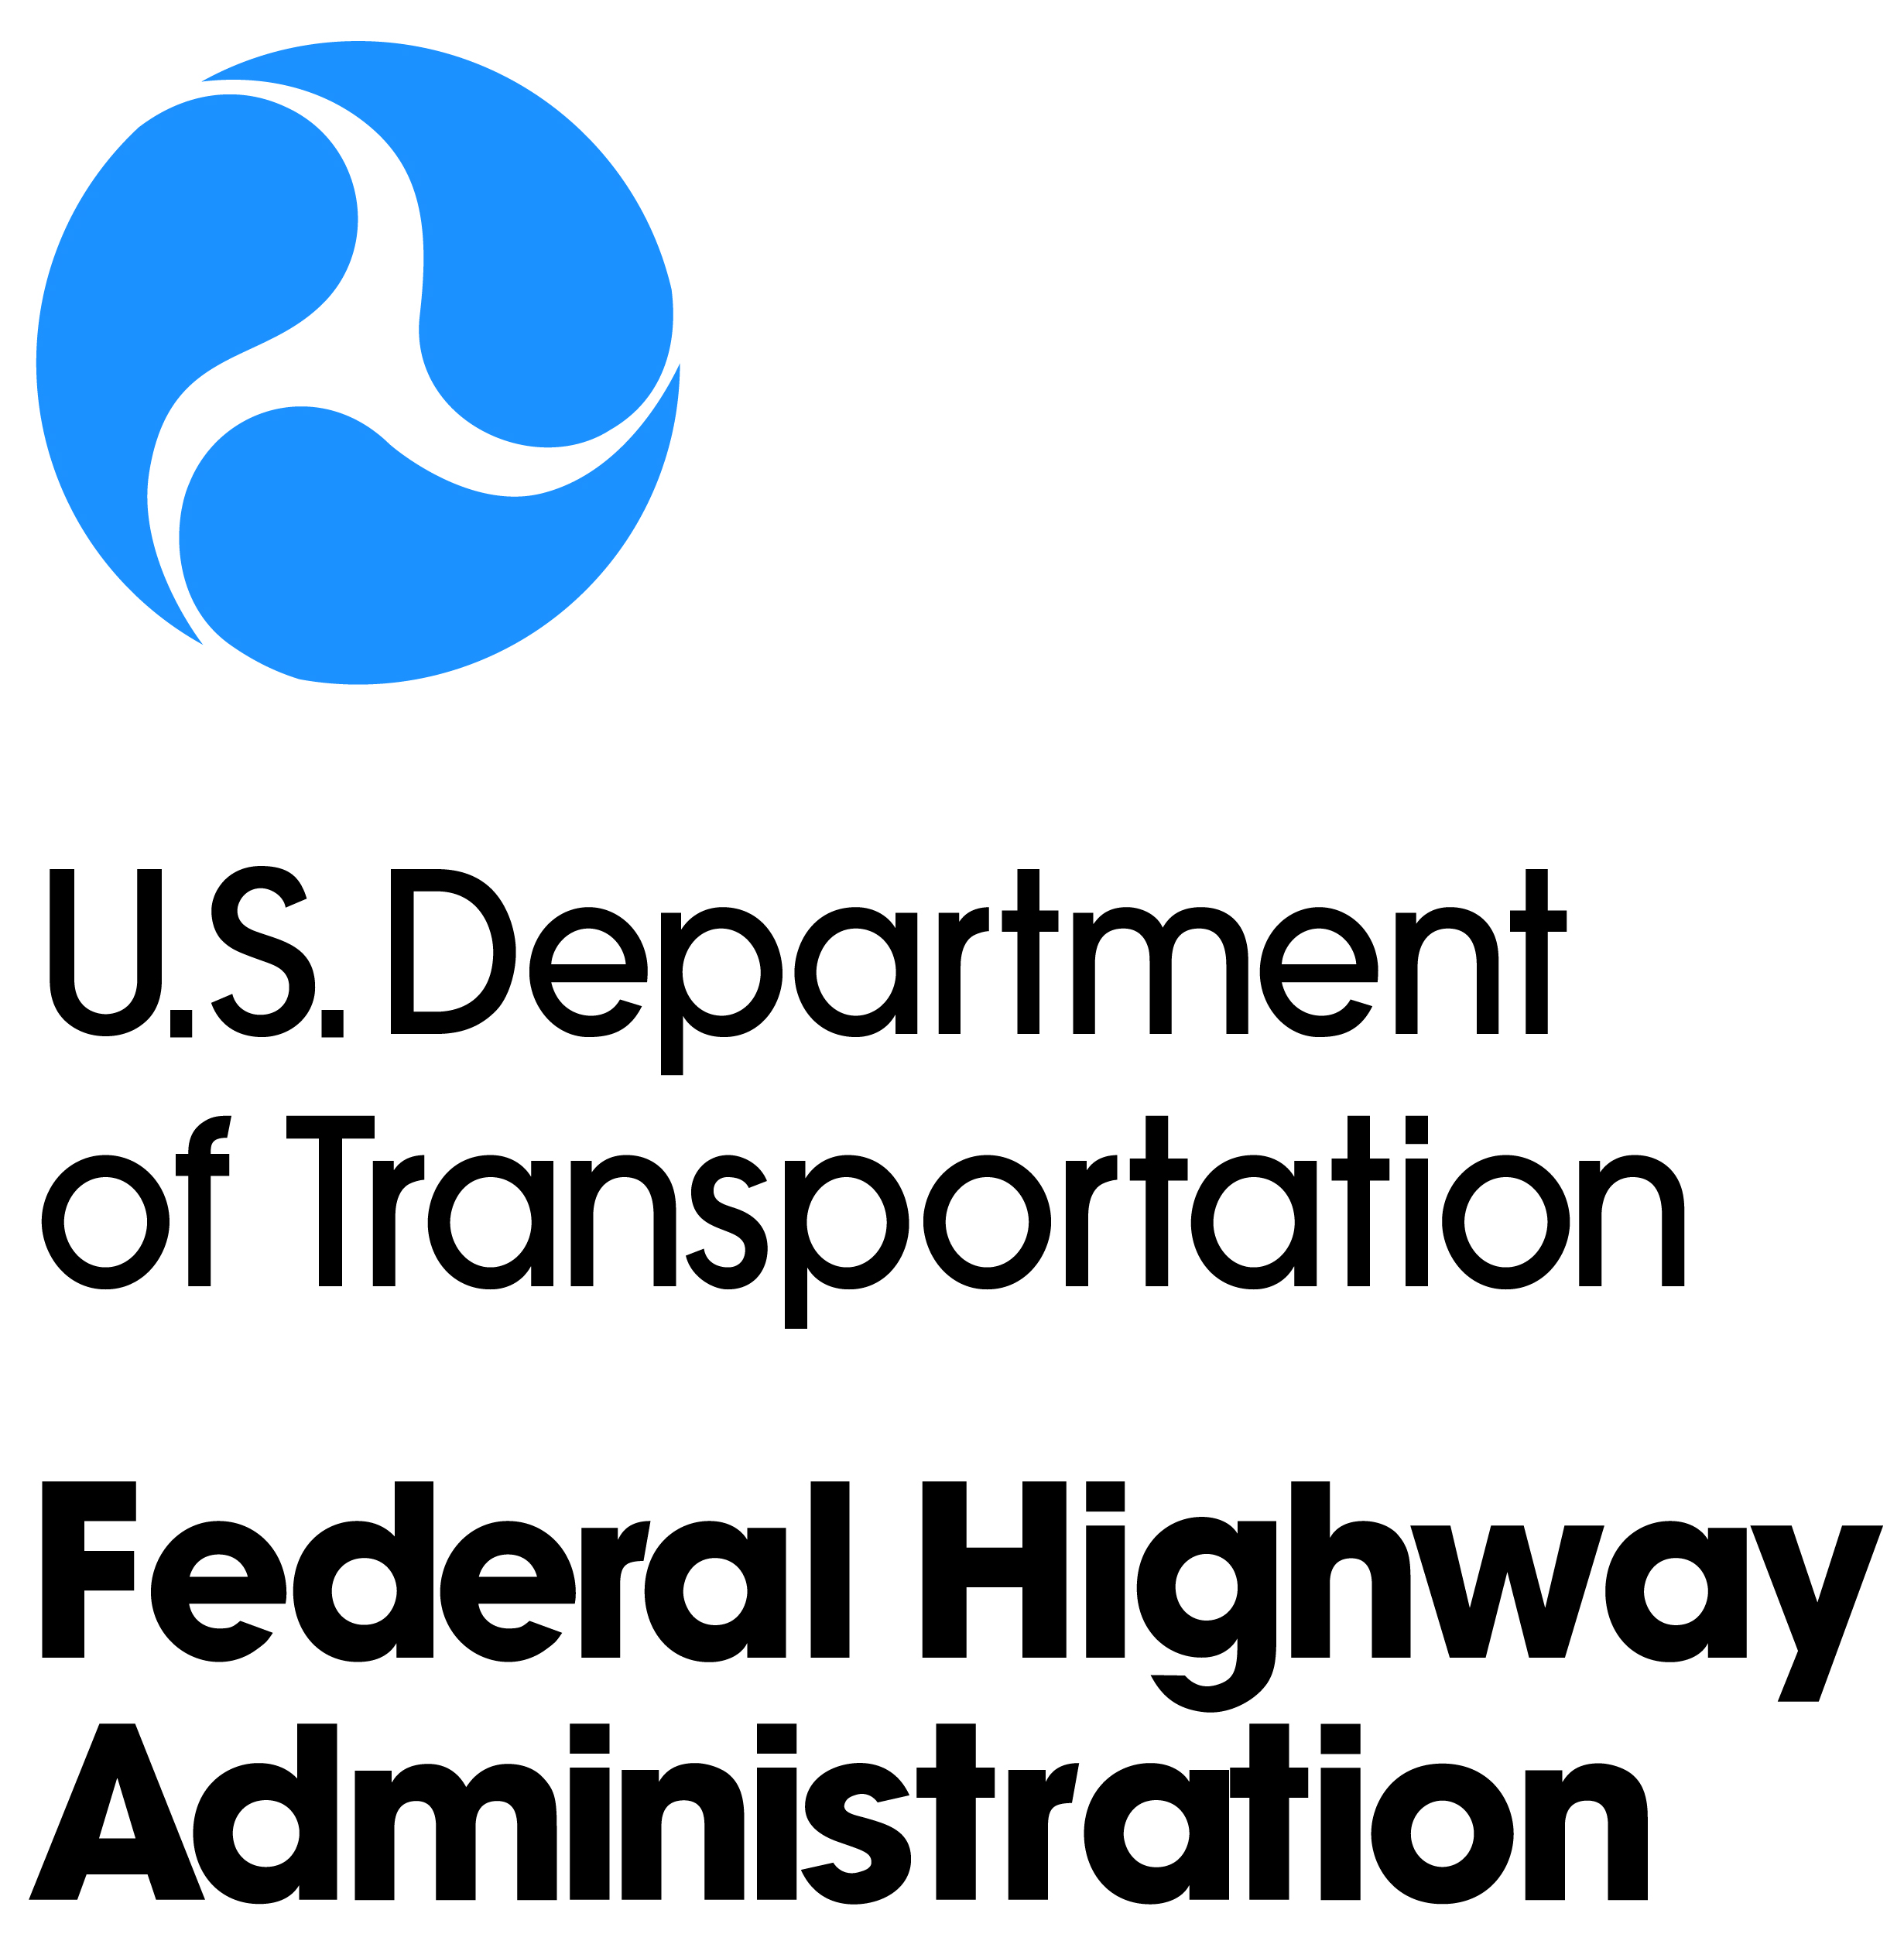 U.S. Department
of Transportation
Federal Highway
Administration